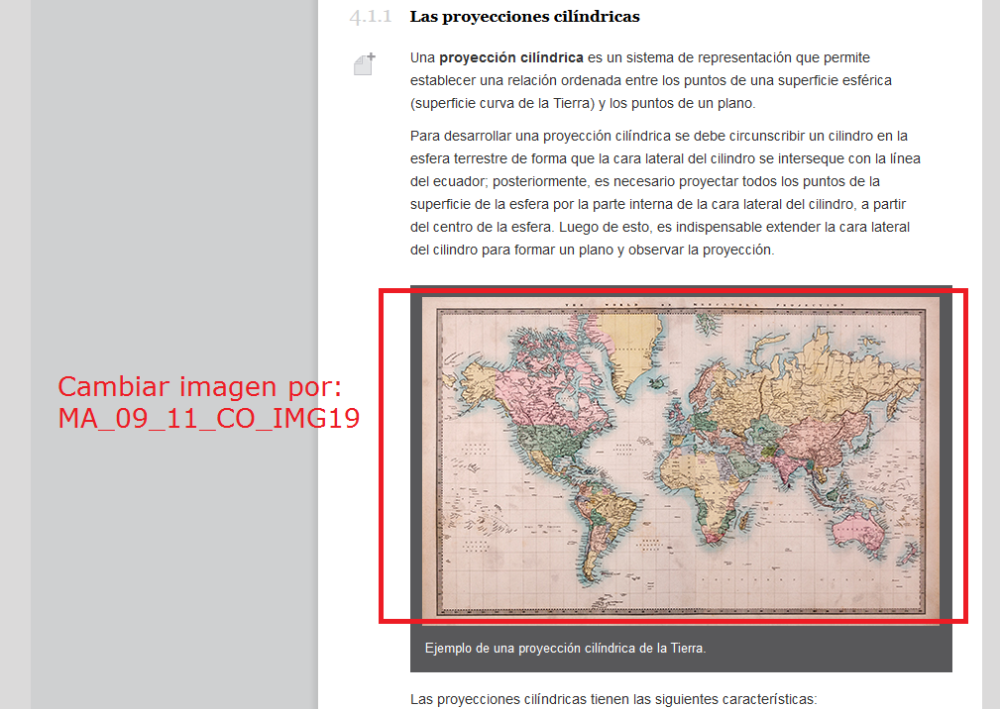 4.1.1 Las proyecciones cilíndricas
Una proyección cilíndrica es un sistema de representación que permite
establecer una relación ordenada entre los puntos de una superficie esférica
(superficie curva de la Tierra) y los puntos de un plano.
Para desarrollar una proyección cilíndrica se debe circunscribir un cilindro en la
esfera terrestre de forma que la cara lateral del cilindro se interseque con la línea
del ecuador; posteriormente, es necesario proyectar todos los puntos de la
superficie de la esfera por la parte interna de la cara lateral del cilindro, a partir
del centro de la esfera. Luego de esto, es indispensable extender la cara lateral
del cilindro para formar un plano y observar la proyección.
Cambiar imagen por:
MA_09_11_CO_IMG19
THE WORLD ON MERCATORS PROJECTION
Ejemplo de una proyección cilíndrica de la Tierra.
Las proyecciones cilíndricas tienen las siguientes características: